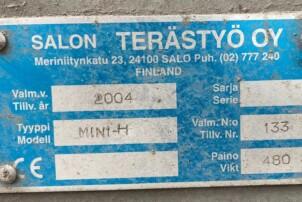 SALON TERÄSTYÖ OY
Meriniitynkatu 23, 24100 SALO Puh. (02) 777 240
FINLAND
Valm.v. 2004 Sarja
Tillv. år Serie
Tyyppi MINI-H Valm. N:o 133
Modell Tillv. Nr.
CE Paino 480
Vikt